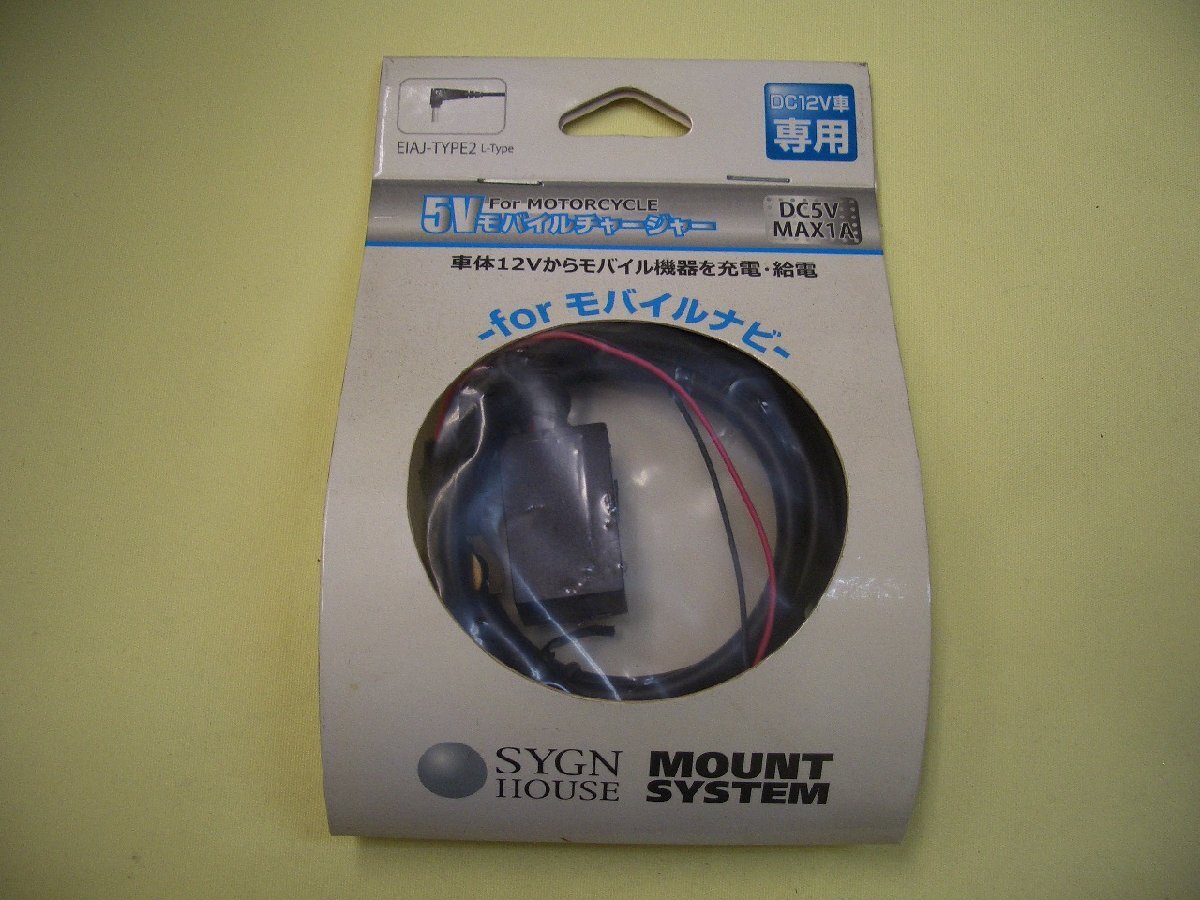 EIAJ-TYPE2 L-Type
DC12V車
専用
5V For MOTORCYCLE
モバイルチャージャー
DC5V
MAX1A
車体12Vからモバイル機器を充電・給電
-for モバイルナビ-
SYGN
HOUSE
MOUNT
SYSTEM